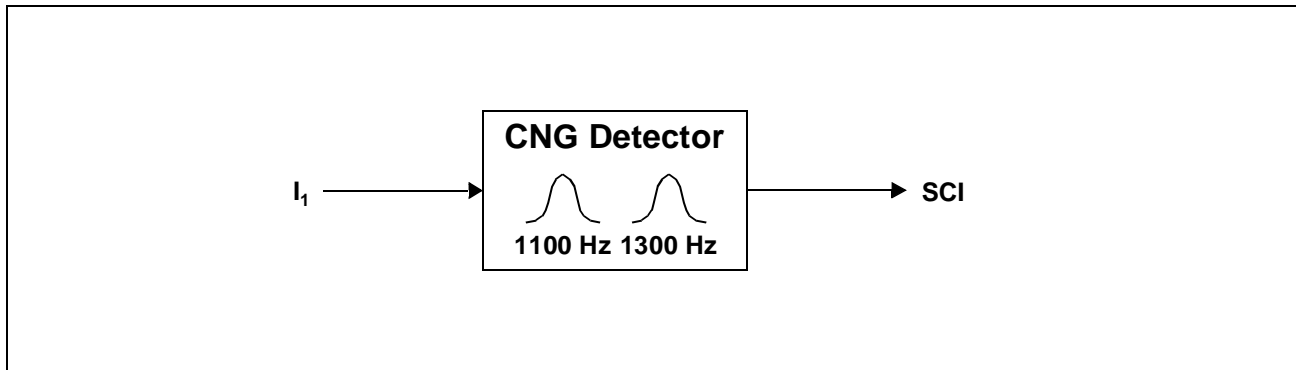 CNG Detector
I₁
SCI
1100 Hz 1300 Hz